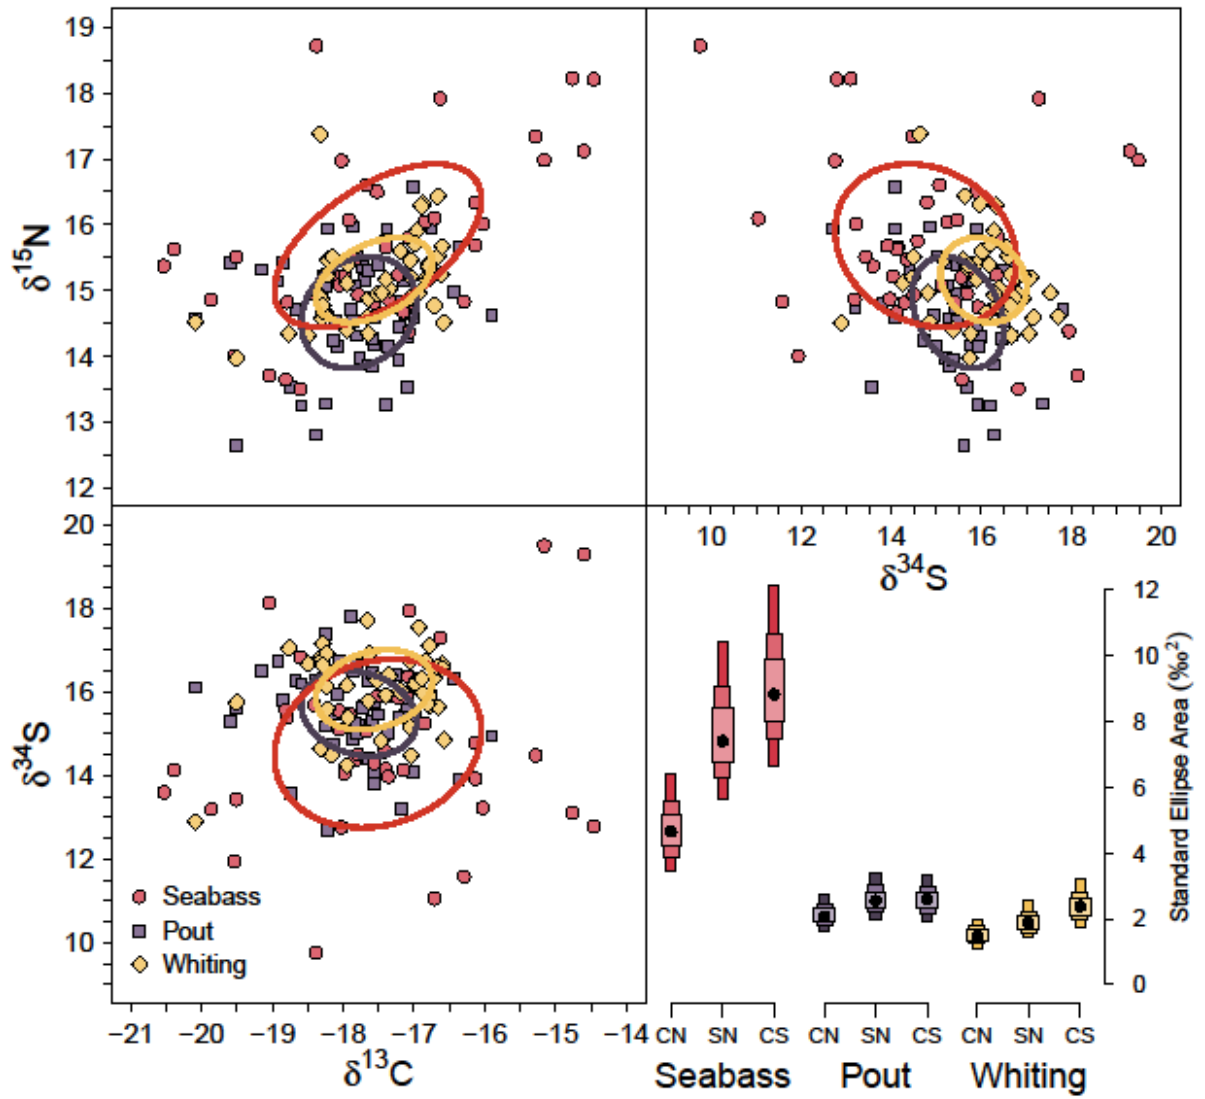 19
18
17
16
15
14
13
12
δ¹⁵N
20
18
16
14
12
10
δ³⁴S
10 12 14 16 18 20
δ³⁴S
Seabass
Pout
Whiting
12
10
8
6
4
2
0
Standard Ellipse Area (‰²)
−21 −20 −19 −18 −17 −16 −15 −14
δ¹³C
CN SN CS CN SN CS CN SN CS
Seabass Pout Whiting